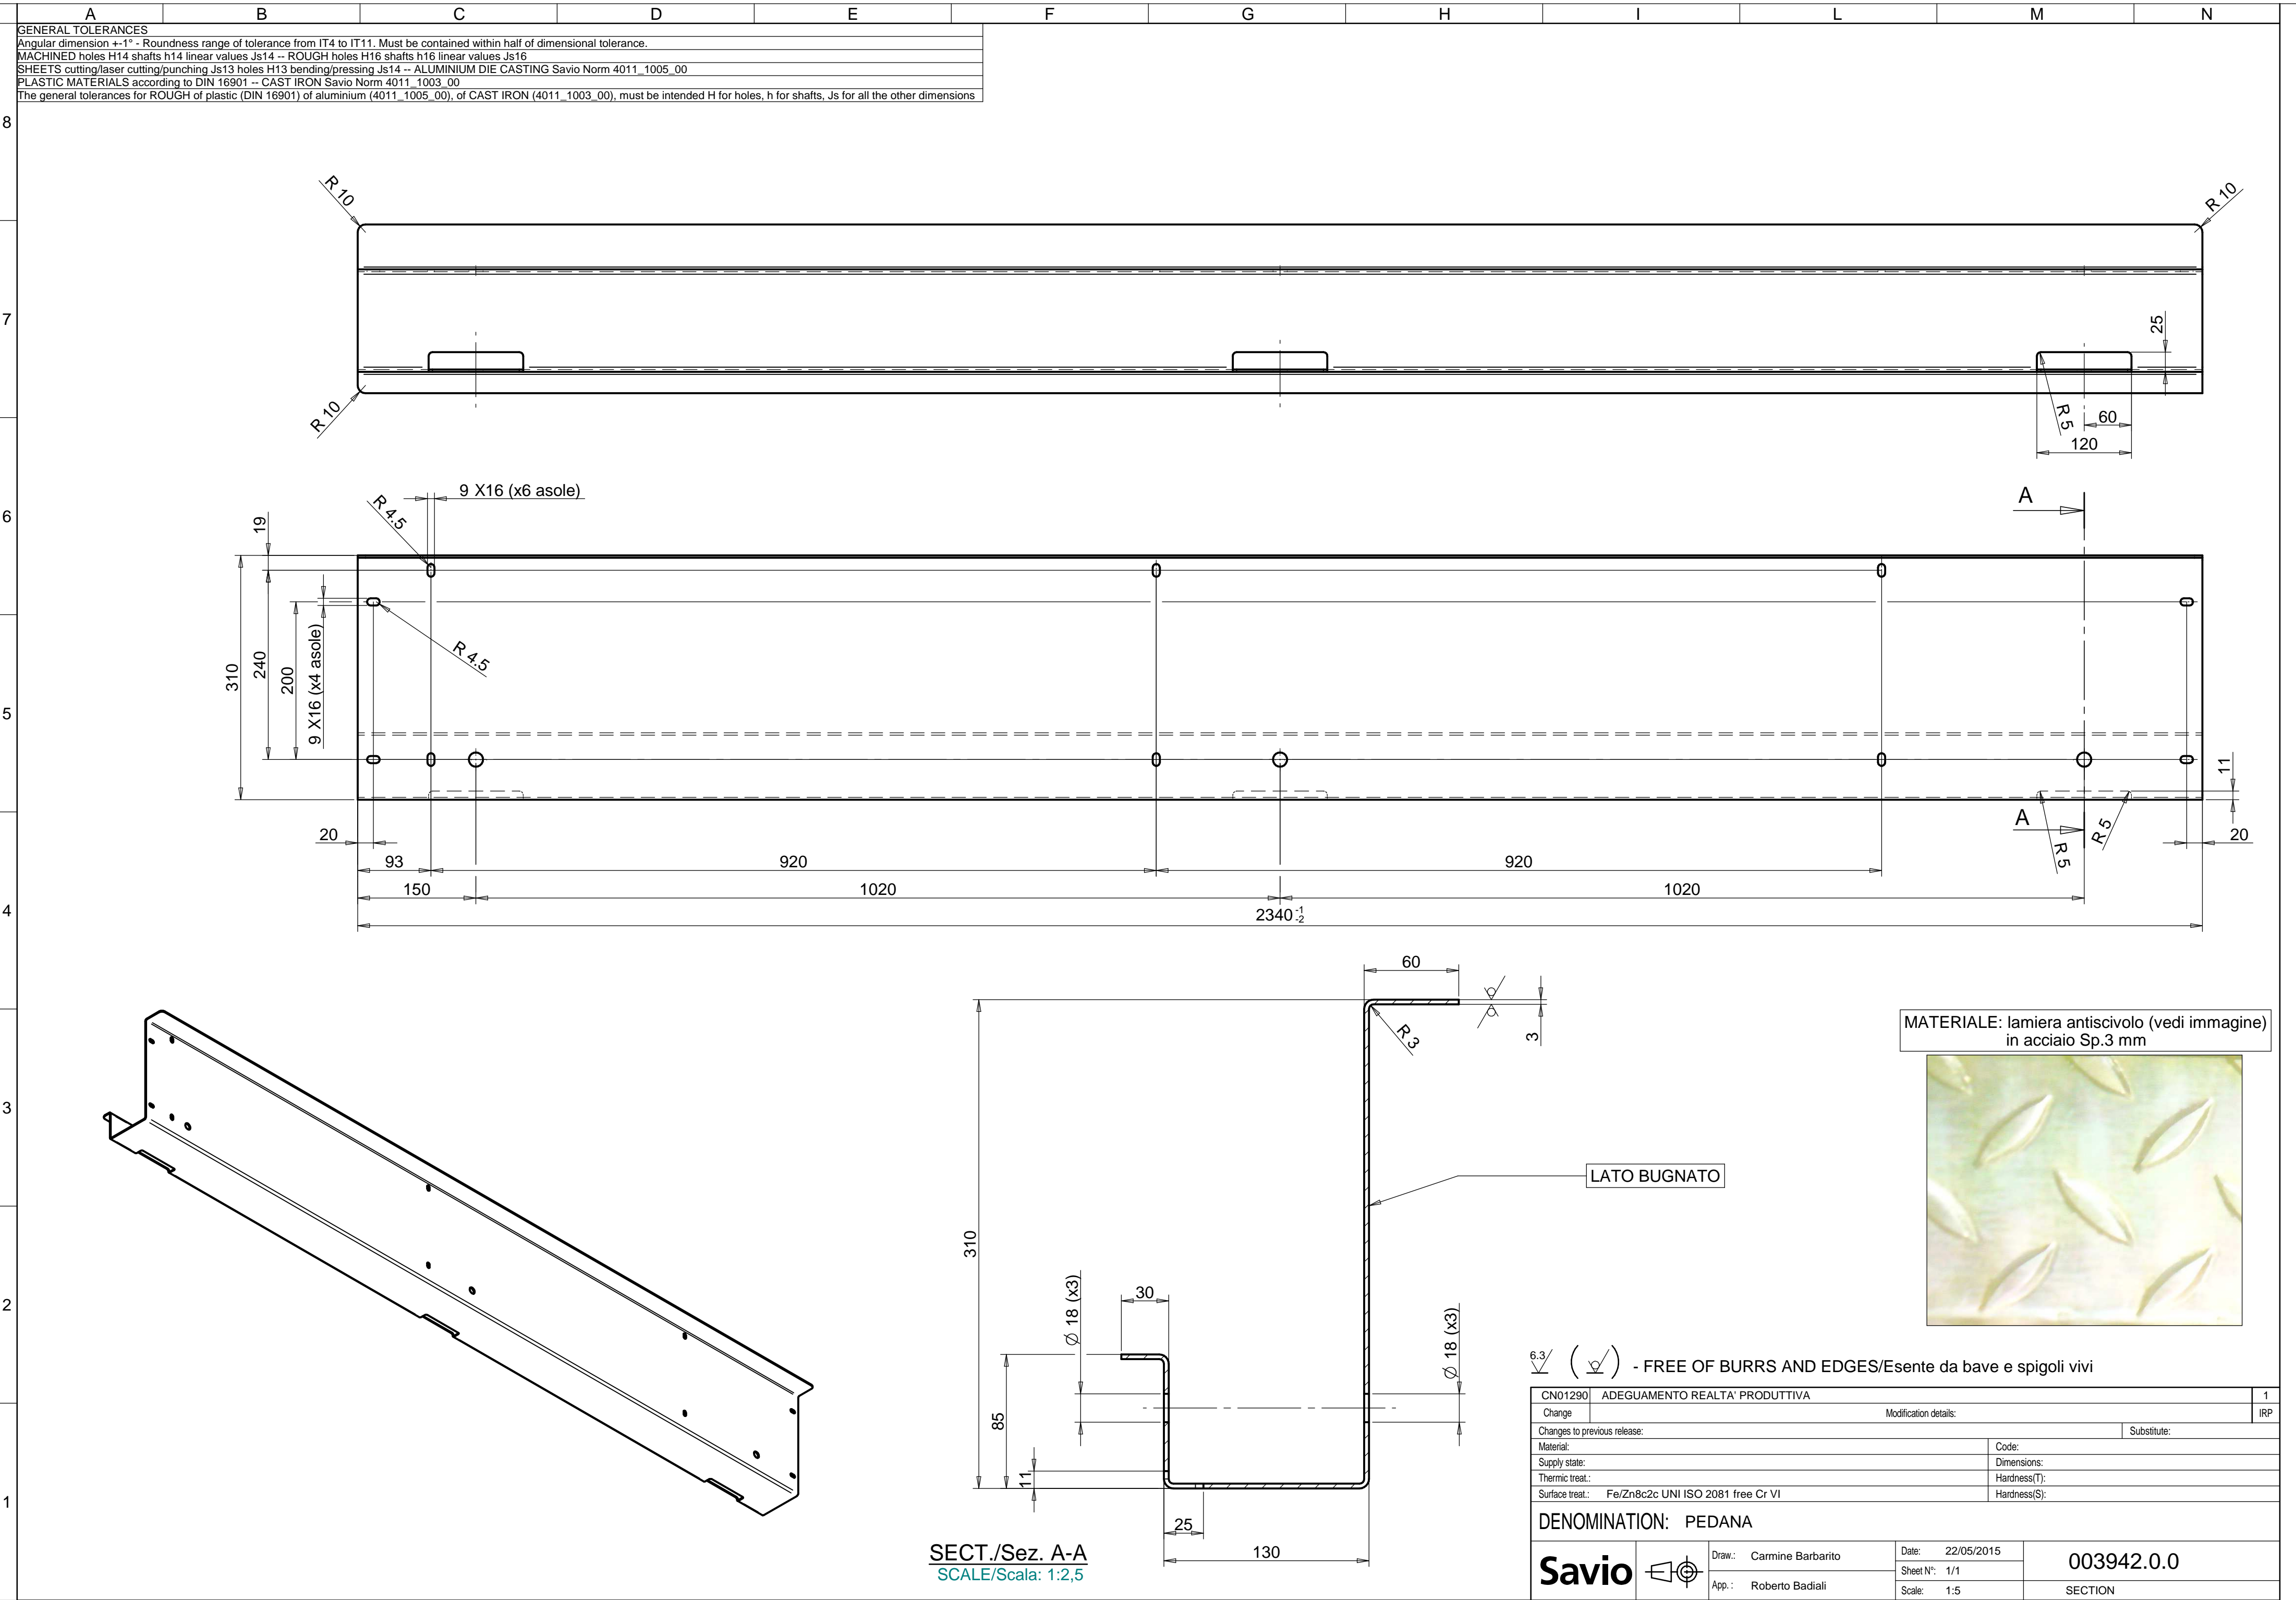 A B C D E F G H I L M N
GENERAL TOLERANCES
Angular dimension +-1° - Roundness range of tolerance from IT4 to IT11. Must be contained within half of dimensional tolerance.
MACHINED holes H14 shafts h14 linear values Js14 -- ROUGH holes H16 shafts h16 linear values Js16
SHEETS cutting/laser cutting/punching Js13 holes H13 bending/pressing Js14 -- ALUMINIUM DIE CASTING Savio Norm 4011_1005_00
PLASTIC MATERIALS according to DIN 16901 -- CAST IRON Savio Norm 4011_1003_00
The general tolerances for ROUGH of plastic (DIN 16901) of aluminium (4011_1005_00), of CAST IRON (4011_1003_00), must be intended H for holes, h for shafts, Js for all the other dimensions
8
R 10
R 10
7
25
R 10
R 5
60
120
9 X16 (x6 asole)
R 4.5
A
6
19
R 4.5
310
240
200
9 X16 (x4 asole)
5
11
A
R 5
R 5
20
20
93
920
920
150
1020
1020
4
2340 -1
-2
60
R 3
3
MATERIALE: lamiera antiscivolo (vedi immagine)
in acciaio Sp.3 mm
3
LATO BUGNATO
310
30
Ø 18 (x3)
Ø 18 (x3)
2
85
11
25
130
1
SECT./Sez. A-A
SCALE/Scala: 1:2,5
6.3 ( ) - FREE OF BURRS AND EDGES/Esente da bave e spigoli vivi
CN01290 ADEGUAMENTO REALTA' PRODUTTIVA 1
Change Modification details: IRP
Changes to previous release: Substitute:
Material: Code:
Supply state: Dimensions:
Thermic treat.: Hardness(T):
Surface treat.: Fe/Zn8c2c UNI ISO 2081 free Cr VI Hardness(S):
DENOMINATION: PEDANA
Savio
Draw.: Carmine Barbarito
App. : Roberto Badiali
Date: 22/05/2015
Sheet N°: 1/1
Scale: 1:5
003942.0.0
SECTION